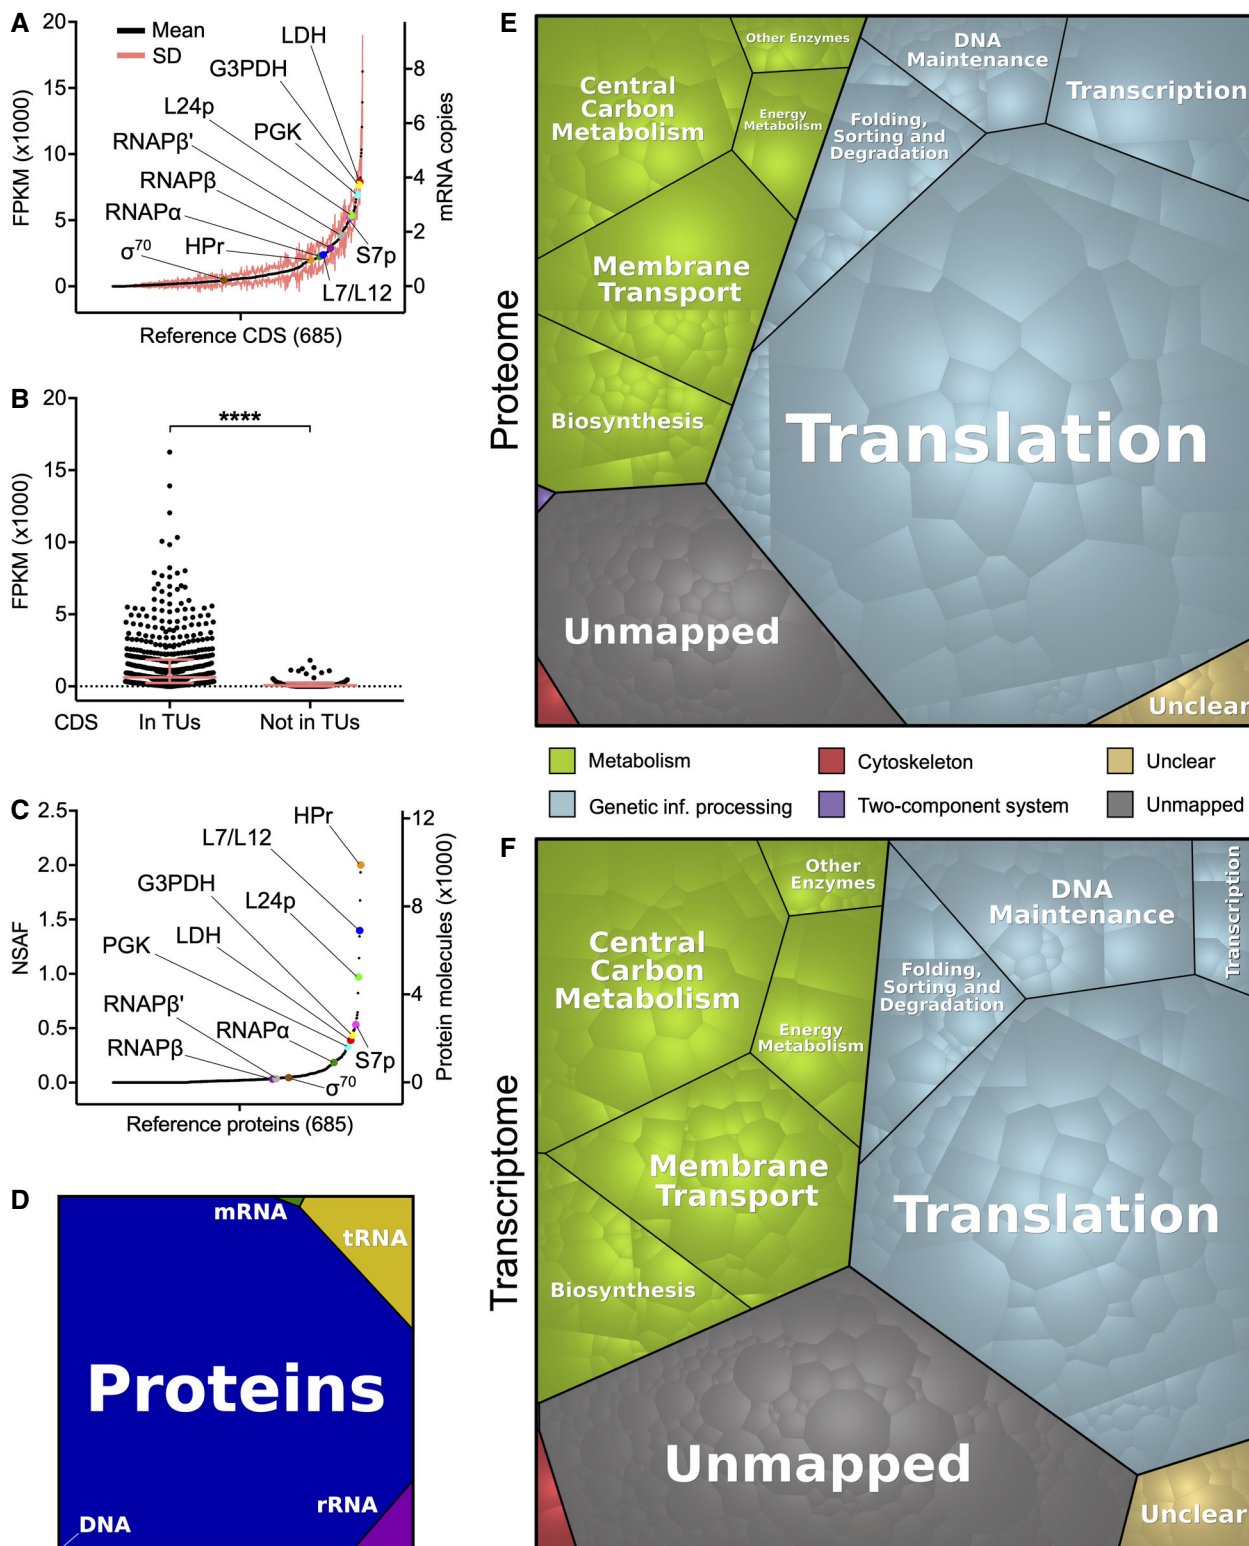 A
20
15
10
5
0
FPKM (x1000)
Mean
SD
LDH
G3PDH
L24p
PGK
RNAPβ'
RNAPβ
RNAPα
HPr
σ70
S7p
L7/L12
8
6
4
2
0
mRNA copies
Reference CDS (685)
B
20
15
10
5
0
FPKM (x1000)
****
CDS
In TUs
Not in TUs
C
2.5
2.0
1.5
1.0
0.5
0.0
NSAF
HPr
L7/L12
G3PDH
L24p
LDH
PGK
RNAPβ'
RNAPα
RNAPβ
S7p
σ70
12
8
4
0
Protein molecules (x1000)
Reference proteins (685)
D
mRNA
tRNA
Proteins
rRNA
DNA
E
Proteome
Other Enzymes
Central
Carbon
Metabolism
Energy
Metabolism
Membrane
Transport
Biosynthesis
DNA
Maintenance
Transcription
Folding,
Sorting and
Degradation
Translation
Unmapped
Unclear
Metabolism
Cytoskeleton
Unclear
Genetic inf. processing
Two-component system
Unmapped
F
Transcriptome
Other
Enzymes
Central
Carbon
Metabolism
Energy
Metabolism
Membrane
Transport
Biosynthesis
DNA
Maintenance
Transcription
Folding,
Sorting and
Degradation
Translation
Unmapped
Unclear